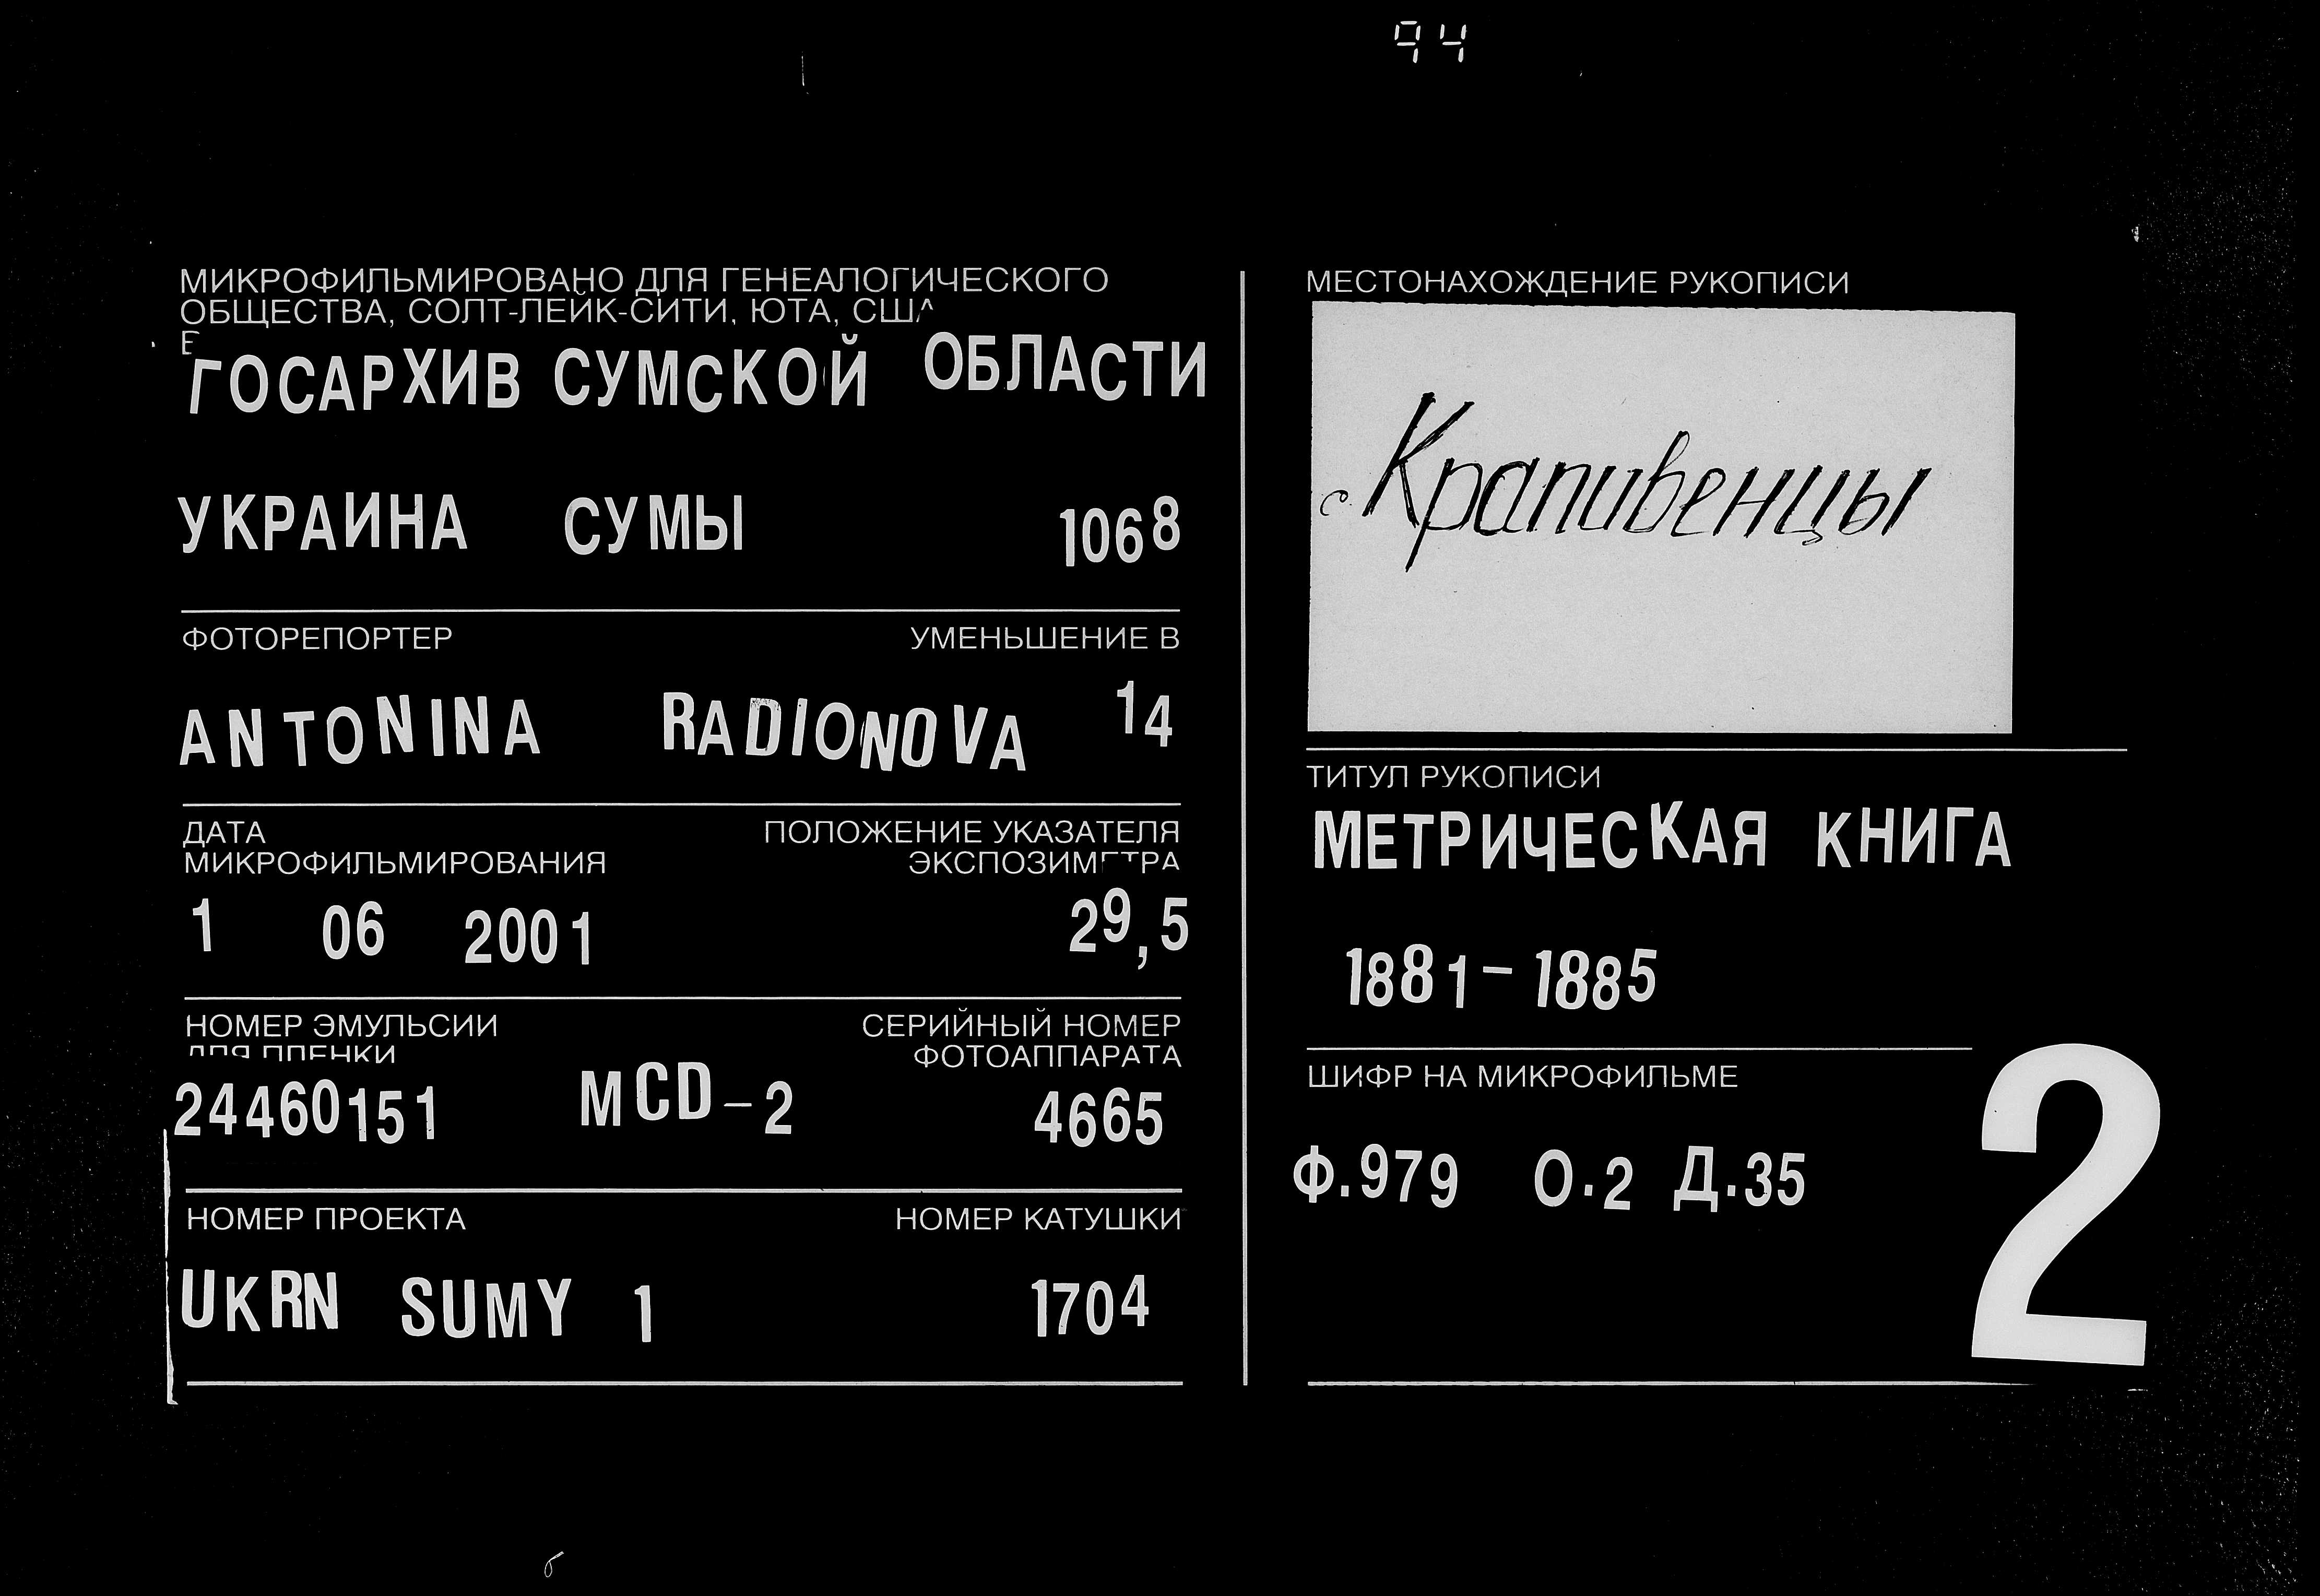 94
МИКРОФИЛЬМИРОВАНО ДЛЯ ГЕНЕАЛОГИЧЕСКОГО
ОБЩЕСТВА, СОЛТ-ЛЕЙК-СИТИ, ЮТА, США
В
ГОСАРХИВ СУМСКОЙ ОБЛАСТИ
УКРАИНА СУМЫ 1068
ФОТОРЕПОРТЕР УМЕНЬШЕНИЕ В
ANTONINA RADIONOVA 14
ДАТА ПОЛОЖЕНИЕ УКАЗАТЕЛЯ
МИКРОФИЛЬМИРОВАНИЯ ЭКСПОЗИМЕТРА
1 06 2001 29,5
НОМЕР ЭМУЛЬСИИ СЕРИЙНЫЙ НОМЕР
ДЛЯ ПЛЕНКИ ФОТОАППАРАТА
24460151 MCD-2 4665
НОМЕР ПРОЕКТА НОМЕР КАТУШКИ
UKRN SUMY 1 1704
МЕСТОНАХОЖДЕНИЕ РУКОПИСИ
с Крапивенцы
ТИТУЛ РУКОПИСИ
МЕТРИЧЕСКАЯ КНИГА
1881-1885
ШИФР НА МИКРОФИЛЬМЕ
Ф.979 О.2 Д.35
2